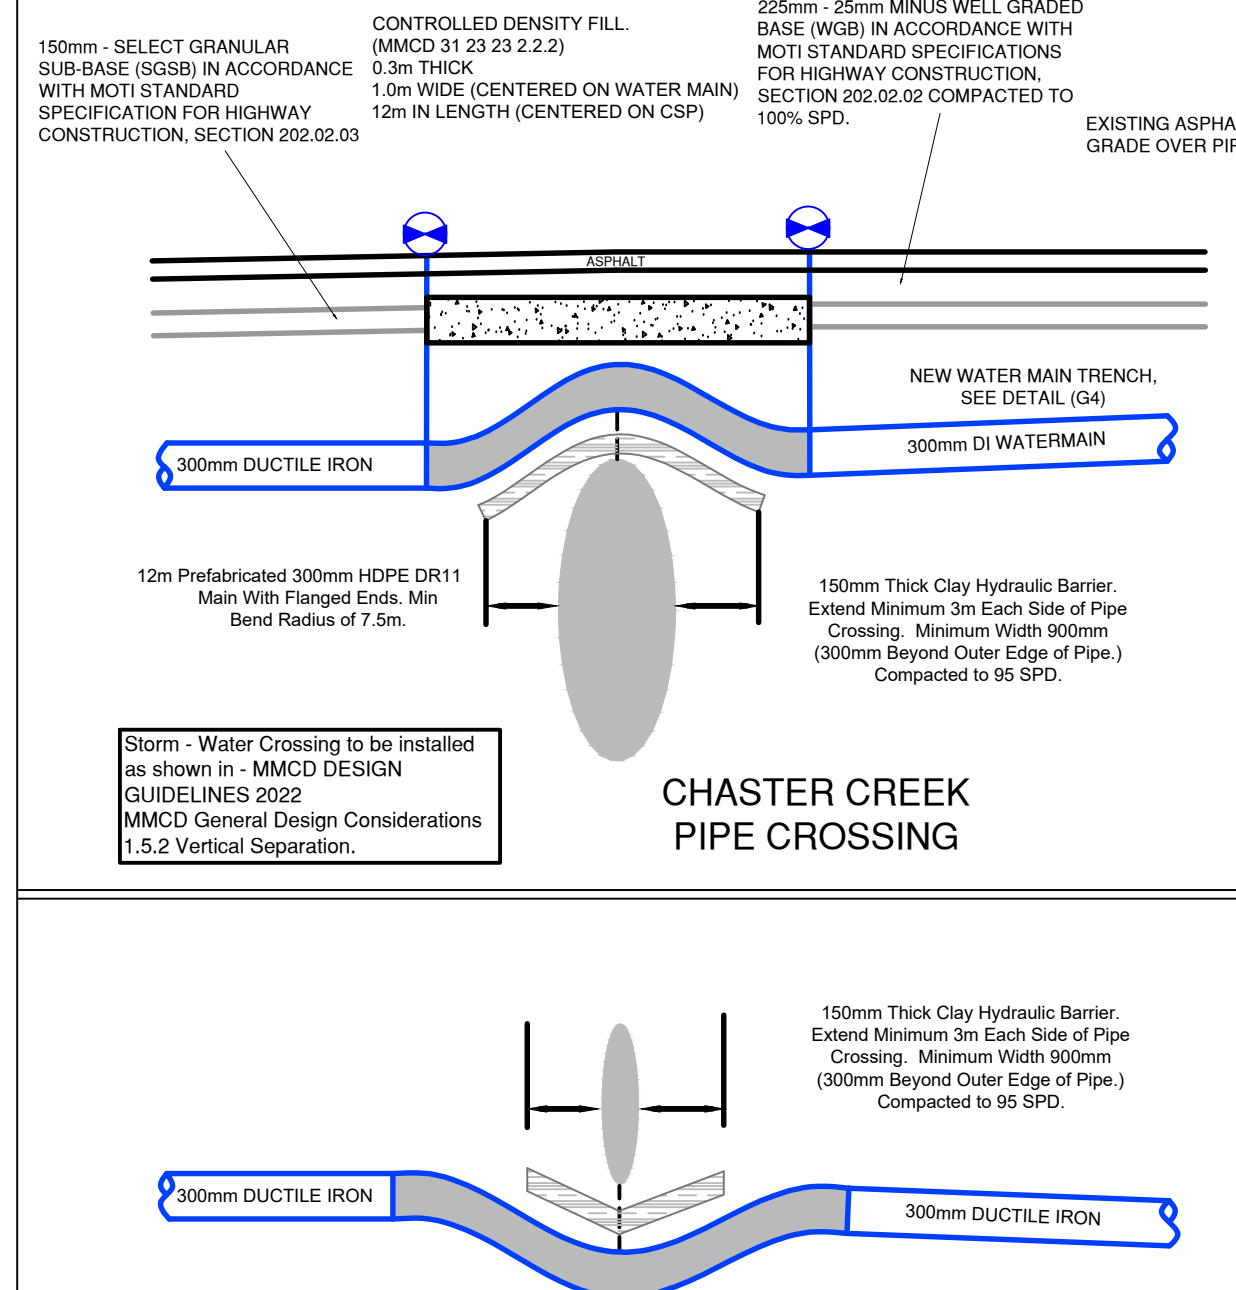 150mm - SELECT GRANULAR
SUB-BASE (SGSB) IN ACCORDANCE
WITH MOTI STANDARD
SPECIFICATION FOR HIGHWAY
CONSTRUCTION, SECTION 202.02.03
CONTROLLED DENSITY FILL.
(MMCD 31 23 23 2.2.2)
0.3m THICK
1.0m WIDE (CENTERED ON WATER MAIN)
12m IN LENGTH (CENTERED ON CSP)
225mm - 25mm MINUS WELL GRADED
BASE (WGB) IN ACCORDANCE WITH
MOTI STANDARD SPECIFICATIONS
FOR HIGHWAY CONSTRUCTION,
SECTION 202.02.02 COMPACTED TO
100% SPD.
EXISTING ASPHA
GRADE OVER PIP
ASPHALT
NEW WATER MAIN TRENCH,
SEE DETAIL (G4)
300mm DUCTILE IRON
300mm DI WATERMAIN
12m Prefabricated 300mm HDPE DR11
Main With Flanged Ends. Min
Bend Radius of 7.5m.
150mm Thick Clay Hydraulic Barrier.
Extend Minimum 3m Each Side of Pipe
Crossing. Minimum Width 900mm
(300mm Beyond Outer Edge of Pipe.)
Compacted to 95 SPD.
Storm - Water Crossing to be installed
as shown in - MMCD DESIGN
GUIDELINES 2022
MMCD General Design Considerations
1.5.2 Vertical Separation.
CHASTER CREEK
PIPE CROSSING
150mm Thick Clay Hydraulic Barrier.
Extend Minimum 3m Each Side of Pipe
Crossing. Minimum Width 900mm
(300mm Beyond Outer Edge of Pipe.)
Compacted to 95 SPD.
300mm DUCTILE IRON
300mm DUCTILE IRON